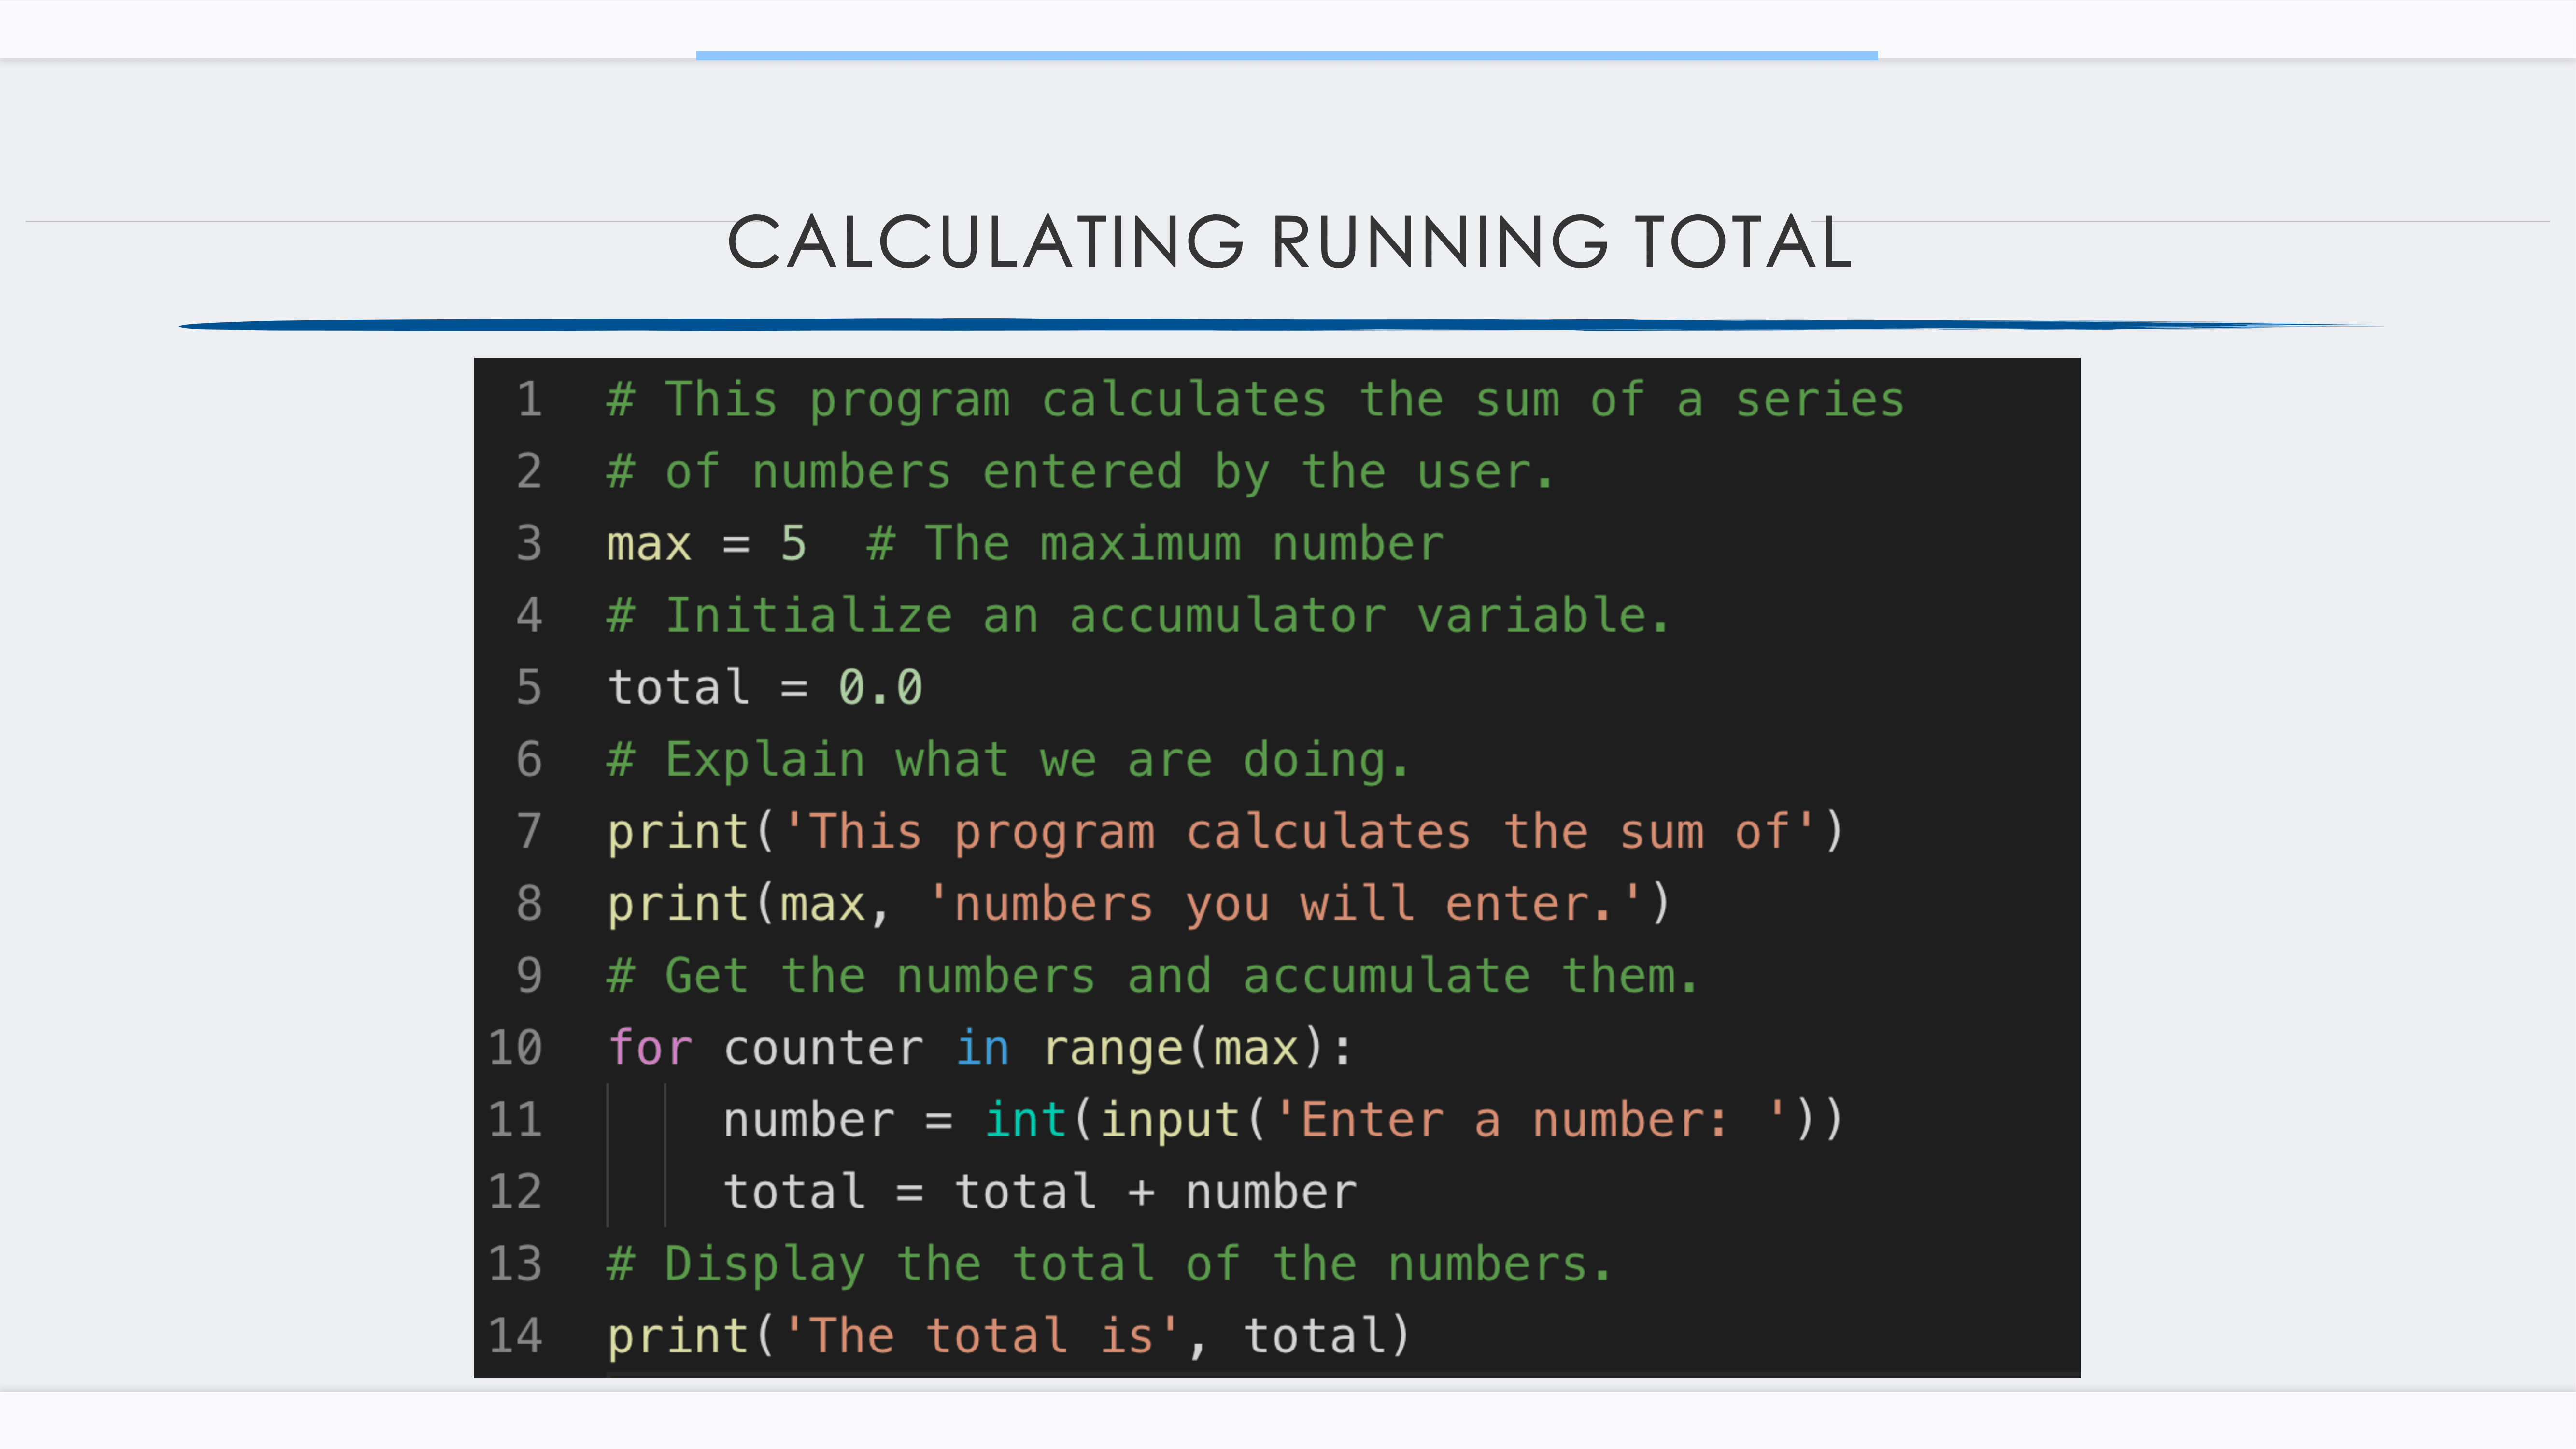 CALCULATING RUNNING TOTAL
1 # This program calculates the sum of a series
2 # of numbers entered by the user.
3 max = 5  # The maximum number
4 # Initialize an accumulator variable.
5 total = 0.0
6 # Explain what we are doing.
7 print('This program calculates the sum of')
8 print(max, 'numbers you will enter.')
9 # Get the numbers and accumulate them.
10 for counter in range(max):
11     number = int(input('Enter a number: '))
12     total = total + number
13 # Display the total of the numbers.
14 print('The total is', total)